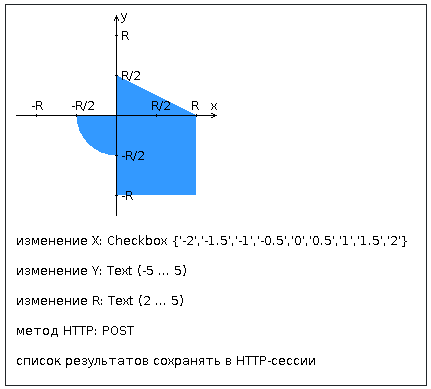 y
R
R/2
-R -R/2 R/2 R x
-R/2
-R
изменение X: Checkbox {'-2','-1.5','-1','-0.5','0','0.5','1','1.5','2'}
изменение Y: Text (-5 ... 5)
изменение R: Text (2 ... 5)
метод HTTP: POST
список результатов сохранять в HTTP-сессии